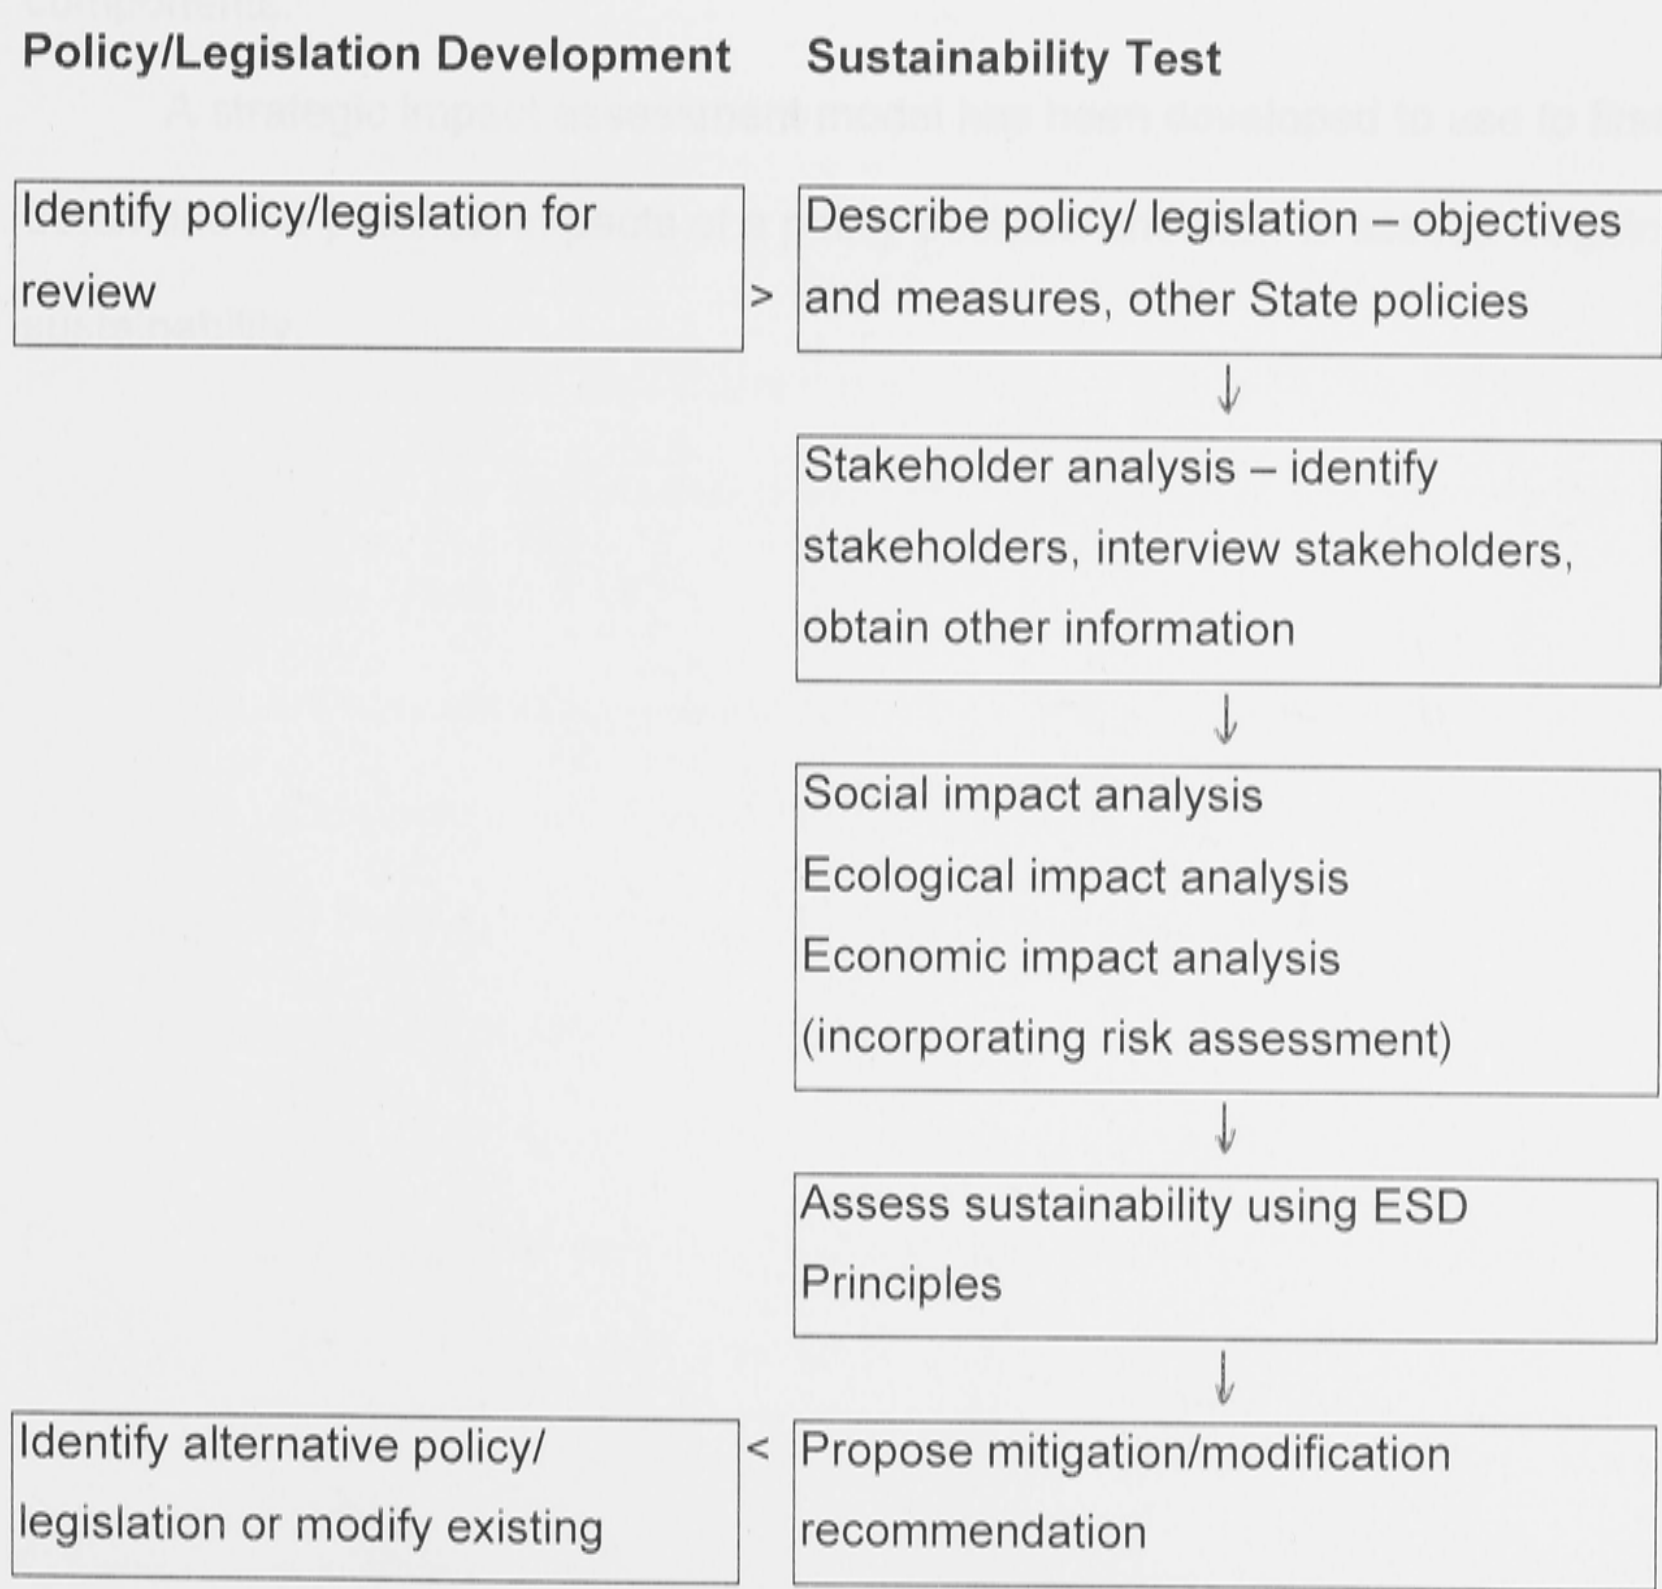 Policy/Legislation Development
Sustainability Test
Identify policy/legislation for
review
>
Describe policy/ legislation – objectives
and measures, other State policies
↓
Stakeholder analysis – identify
stakeholders, interview stakeholders,
obtain other information
↓
Social impact analysis
Ecological impact analysis
Economic impact analysis
(incorporating risk assessment)
↓
Assess sustainability using ESD
Principles
↓
Propose mitigation/modification
recommendation
<
Identify alternative policy/
legislation or modify existing